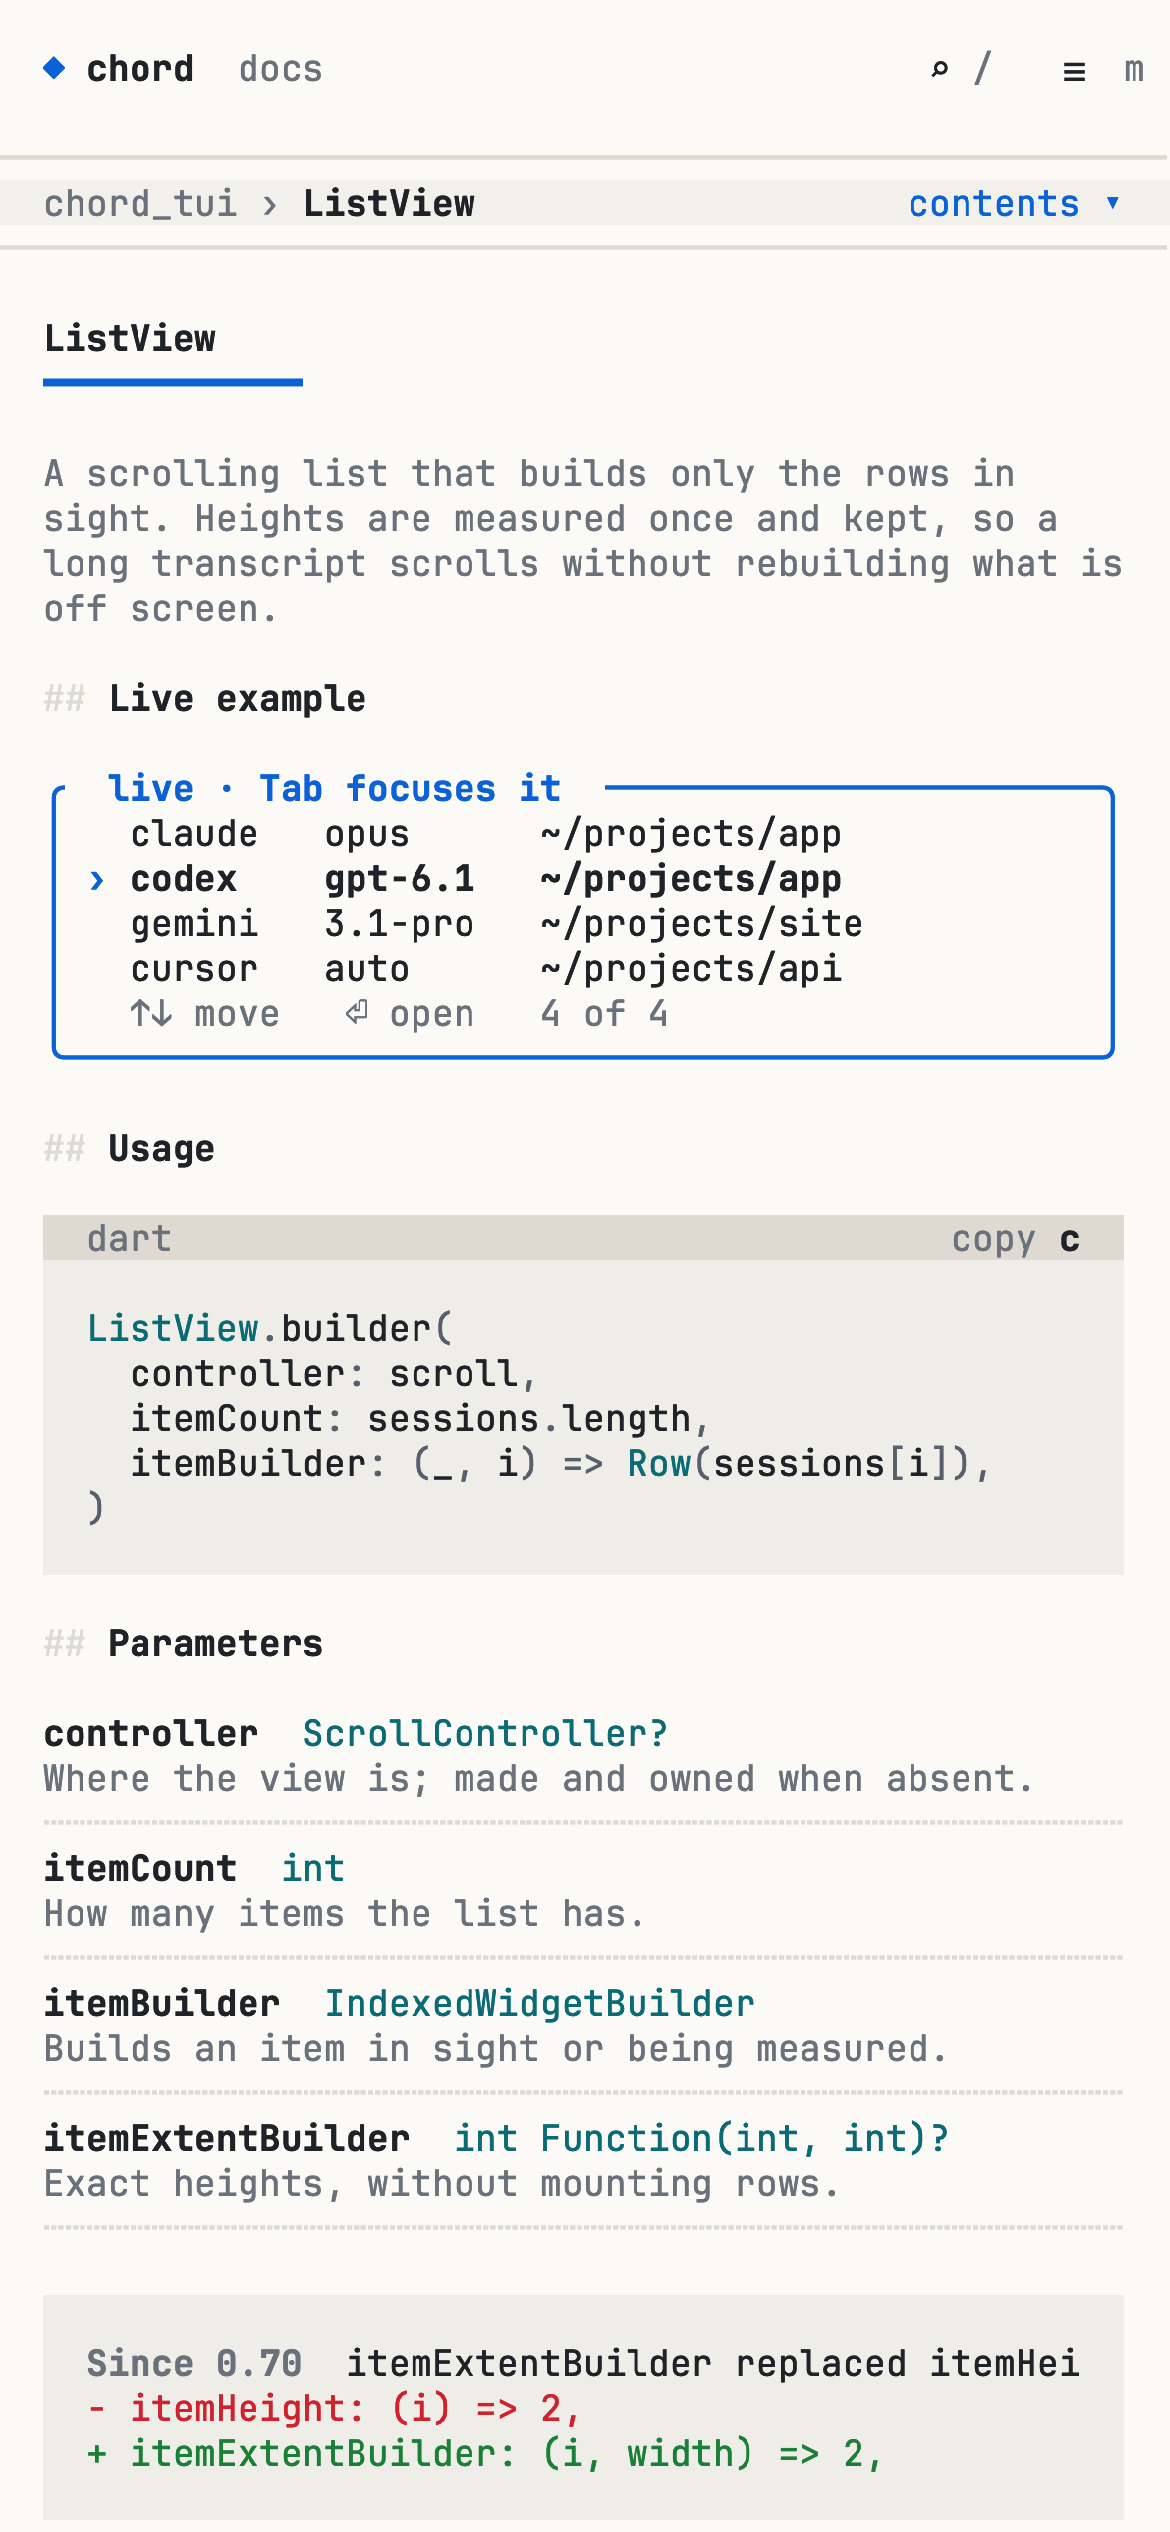 ◆ chord docs ⌕ / ≡ m
chord_tui › ListView contents ▾
ListView
A scrolling list that builds only the rows in
sight. Heights are measured once and kept, so a
long transcript scrolls without rebuilding what is
off screen.
## Live example
live · Tab focuses it
claude opus ~/projects/app
› codex gpt-6.1 ~/projects/app
gemini 3.1-pro ~/projects/site
cursor auto ~/projects/api
↑↓ move ⏎ open 4 of 4
## Usage
dart copy c
ListView.builder(
  controller: scroll,
  itemCount: sessions.length,
  itemBuilder: (_, i) => Row(sessions[i]),
)
## Parameters
controller ScrollController?
Where the view is; made and owned when absent.
itemCount int
How many items the list has.
itemBuilder IndexedWidgetBuilder
Builds an item in sight or being measured.
itemExtentBuilder int Function(int, int)?
Exact heights, without mounting rows.
Since 0.70 itemExtentBuilder replaced itemHei
- itemHeight: (i) => 2,
+ itemExtentBuilder: (i, width) => 2,